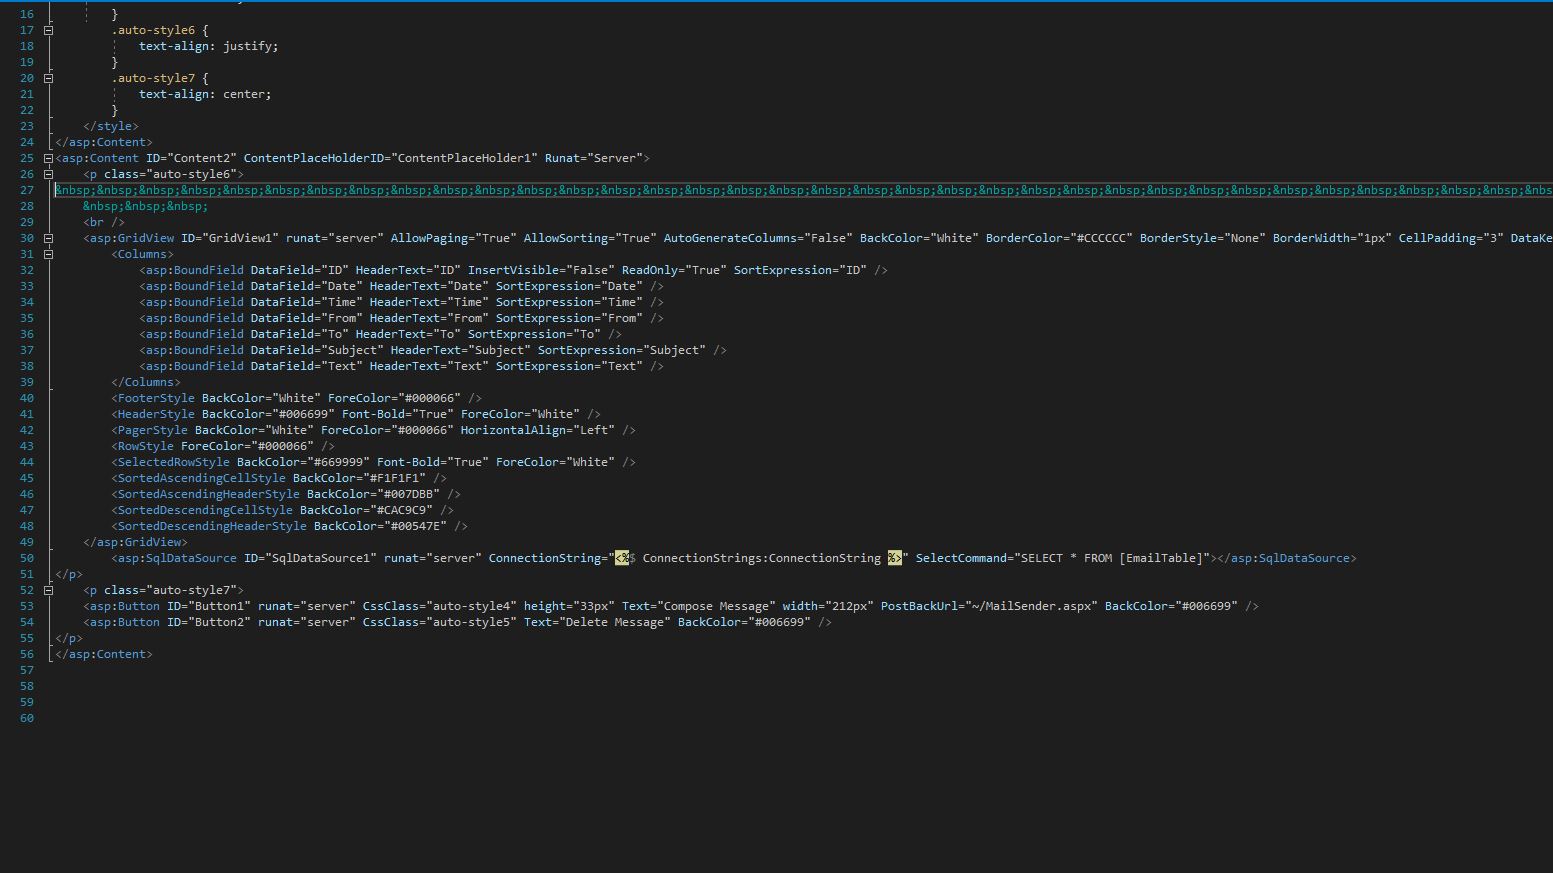 16 }
17 .auto-style6 {
18 text-align: justify;
19 }
20 .auto-style7 {
21 text-align: center;
22 }
23 </style>
24 </asp:Content>
25 <asp:Content ID="Content2" ContentPlaceHolderID="ContentPlaceHolder1" Runat="Server">
26 <p class="auto-style6">
27 &nbsp;&nbsp;&nbsp;&nbsp;&nbsp;&nbsp;&nbsp;&nbsp;&nbsp;&nbsp;&nbsp;&nbsp;&nbsp;&nbsp;&nbsp;&nbsp;&nbsp;&nbsp;&nbsp;&nbsp;&nbsp;&nbsp;&nbsp;&nbsp;&nbsp;&nbsp;&nbsp;&nbsp;&nbsp;&nbsp;&nbsp;&nbsp;&nbsp;&nbsp;&nbsp;&nbs
28 &nbsp;&nbsp;&nbsp;
29 <br />
30 <asp:GridView ID="GridView1" runat="server" AllowPaging="True" AllowSorting="True" AutoGenerateColumns="False" BackColor="White" BorderColor="#CCCCCC" BorderStyle="None" BorderWidth="1px" CellPadding="3" DataKe
31 <Columns>
32 <asp:BoundField DataField="ID" HeaderText="ID" InsertVisible="False" ReadOnly="True" SortExpression="ID" />
33 <asp:BoundField DataField="Date" HeaderText="Date" SortExpression="Date" />
34 <asp:BoundField DataField="Time" HeaderText="Time" SortExpression="Time" />
35 <asp:BoundField DataField="From" HeaderText="From" SortExpression="From" />
36 <asp:BoundField DataField="To" HeaderText="To" SortExpression="To" />
37 <asp:BoundField DataField="Subject" HeaderText="Subject" SortExpression="Subject" />
38 <asp:BoundField DataField="Text" HeaderText="Text" SortExpression="Text" />
39 </Columns>
40 <FooterStyle BackColor="White" ForeColor="#000066" />
41 <HeaderStyle BackColor="#006699" Font-Bold="True" ForeColor="White" />
42 <PagerStyle BackColor="White" ForeColor="#000066" HorizontalAlign="Left" />
43 <RowStyle ForeColor="#000066" />
44 <SelectedRowStyle BackColor="#669999" Font-Bold="True" ForeColor="White" />
45 <SortedAscendingCellStyle BackColor="#F1F1F1" />
46 <SortedAscendingHeaderStyle BackColor="#007DBB" />
47 <SortedDescendingCellStyle BackColor="#CAC9C9" />
48 <SortedDescendingHeaderStyle BackColor="#00547E" />
49 </asp:GridView>
50 <asp:SqlDataSource ID="SqlDataSource1" runat="server" ConnectionString="<%$ ConnectionStrings:ConnectionString %>" SelectCommand="SELECT * FROM [EmailTable]"></asp:SqlDataSource>
51 </p>
52 <p class="auto-style7">
53 <asp:Button ID="Button1" runat="server" CssClass="auto-style4" height="33px" Text="Compose Message" width="212px" PostBackUrl="~/MailSender.aspx" BackColor="#006699" />
54 <asp:Button ID="Button2" runat="server" CssClass="auto-style5" Text="Delete Message" BackColor="#006699" />
55 </p>
56 </asp:Content>
57
58
59
60